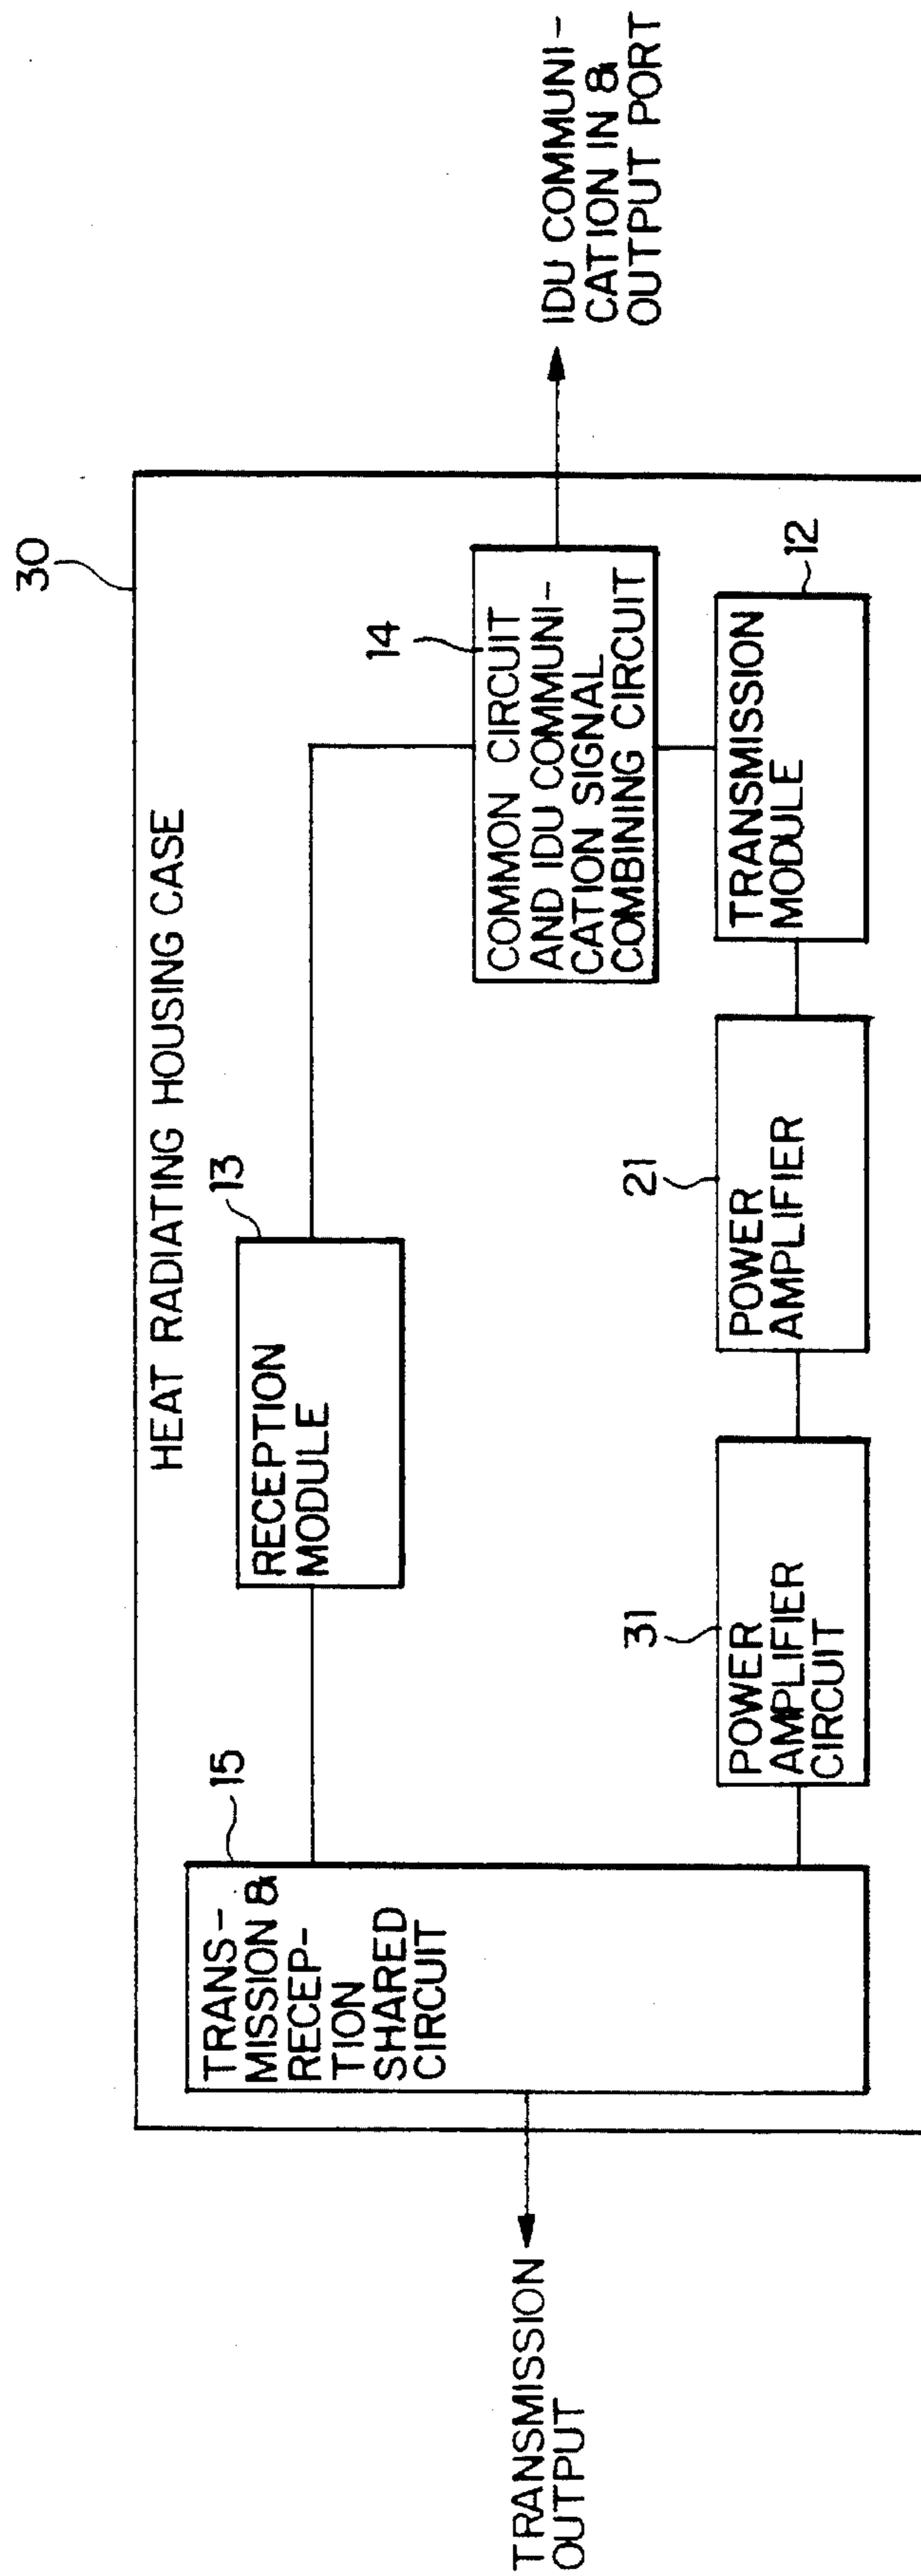 30
HEAT RADIATING HOUSING CASE
15
TRANS-
MISSION &
RECEP-
TION
SHARED
CIRCUIT
13
RECEPTION
MODULE
14
COMMON CIRCUIT
AND IDU COMMUNI-
CATION SIGNAL
COMBINING CIRCUIT
31
POWER
AMPLIFIER
CIRCUIT
21
POWER
AMPLIFIER
12
TRANSMISSION
MODULE
TRANSMISSION
OUTPUT
IDU COMMUNI-
CATION IN &
OUTPUT PORT